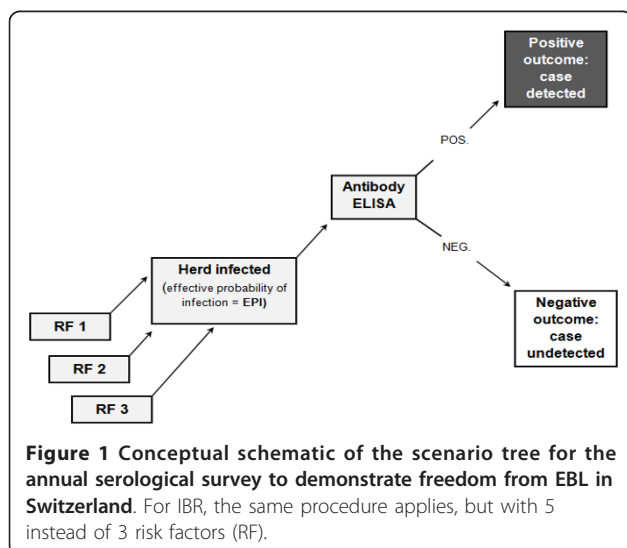 Positive
outcome:
case
detected
POS.
Antibody
ELISA
NEG.
Herd infected
(effective probability of
infection = EPI)
RF 1
RF 2
RF 3
Negative
outcome:
case
undetected
Figure 1 Conceptual schematic of the scenario tree for the
annual serological survey to demonstrate freedom from EBL in
Switzerland. For IBR, the same procedure applies, but with 5
instead of 3 risk factors (RF).